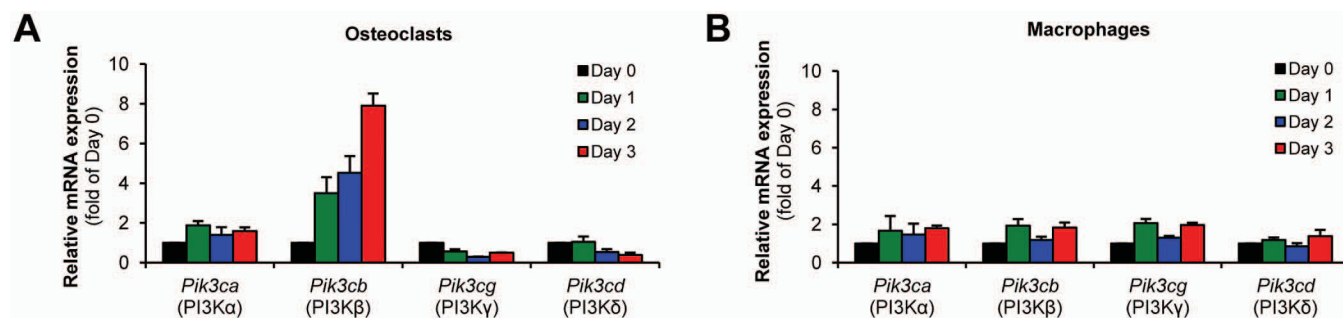 A
Osteoclasts
Relative mRNA expression
(fold of Day 0)
10
8
6
4
2
0
Day 0
Day 1
Day 2
Day 3
Pik3ca
(PI3Kα)
Pik3cb
(PI3Kβ)
Pik3cg
(PI3Kγ)
Pik3cd
(PI3Kδ)
B
Macrophages
Relative mRNA expression
(fold of Day 0)
10
8
6
4
2
0
Day 0
Day 1
Day 2
Day 3
Pik3ca
(PI3Kα)
Pik3cb
(PI3Kβ)
Pik3cg
(PI3Kγ)
Pik3cd
(PI3Kδ)